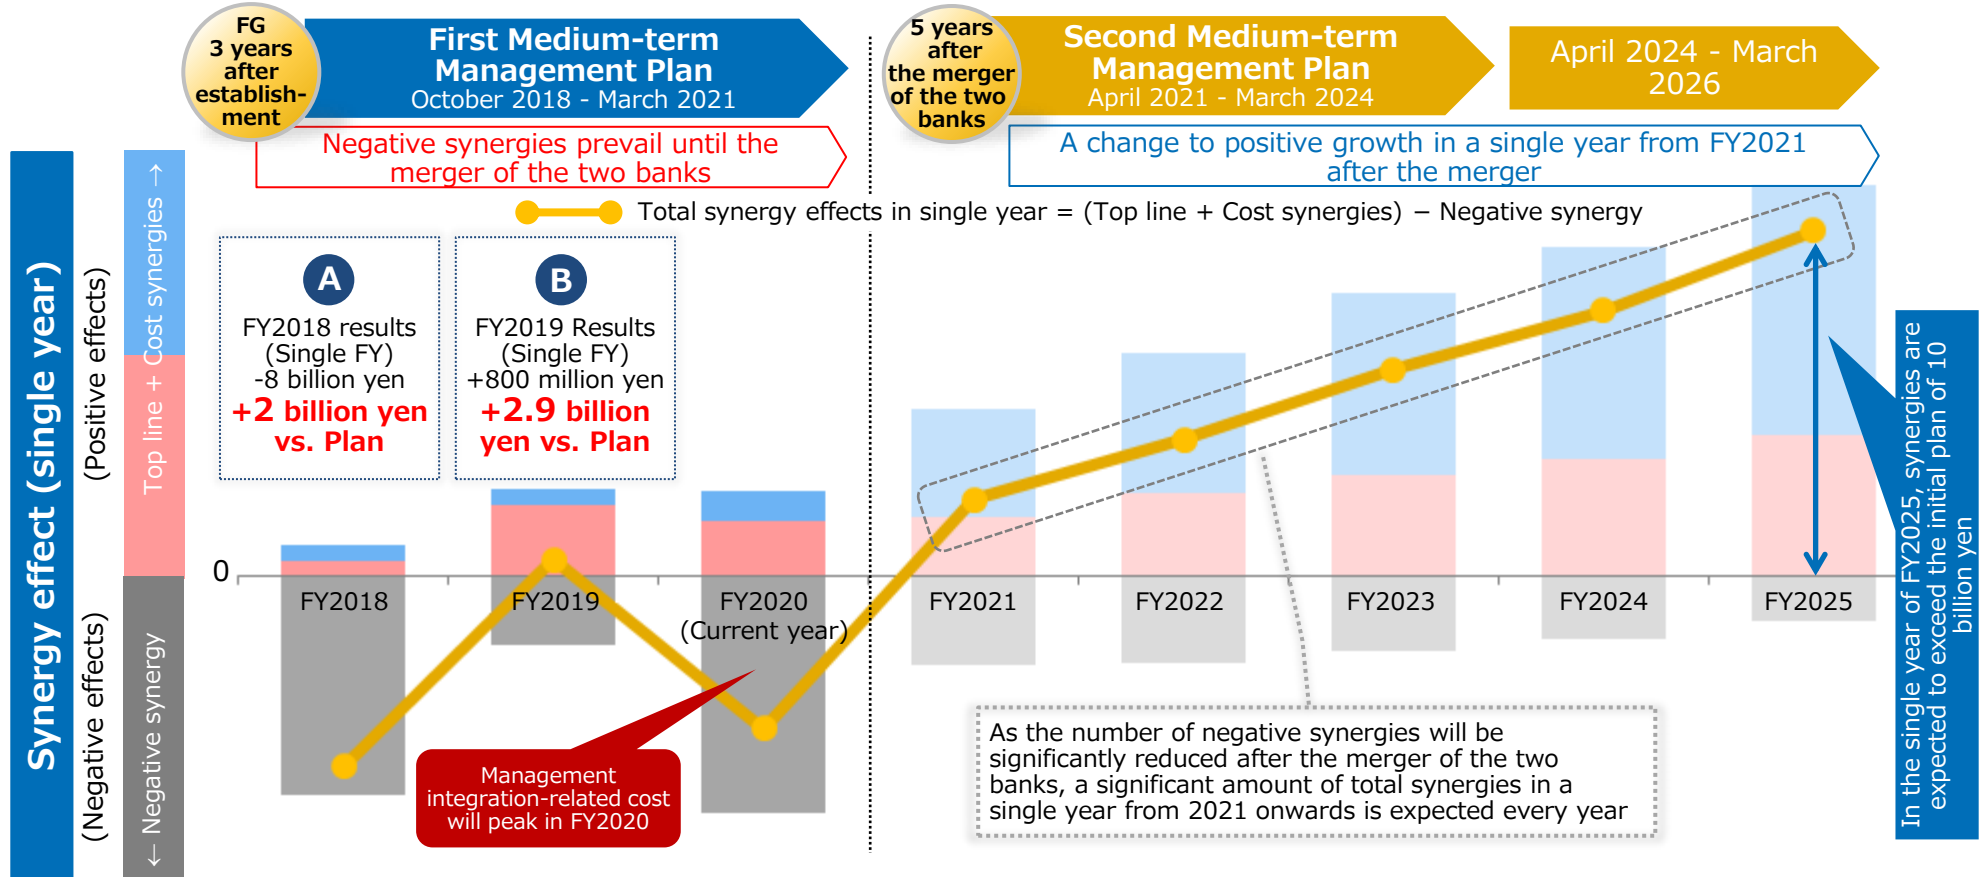 FG
3 years
after
establish-
ment
First Medium-term
Management Plan
October 2018 - March 2021
5 years
after
the merger
of the two
banks
Second Medium-term
Management Plan
April 2021 - March 2024
April 2024 - March
2026
Negative synergies prevail until the
merger of the two banks
A change to positive growth in a single year from FY2021
after the merger
Total synergy effects in single year = (Top line + Cost synergies) − Negative synergy
Synergy effect (single year)
(Positive effects)
(Negative effects)
Top line + Cost synergies →
← Negative synergy
A
FY2018 results
(Single FY)
-8 billion yen
+2 billion yen
vs. Plan
B
FY2019 Results
(Single FY)
+800 million yen
+2.9 billion
yen vs. Plan
0
FY2018
FY2019
FY2020
(Current year)
FY2021
FY2022
FY2023
FY2024
FY2025
Management
integration-related cost
will peak in FY2020
As the number of negative synergies will be
significantly reduced after the merger of the two
banks, a significant amount of total synergies in a
single year from 2021 onwards is expected every year
In the single year of FY2025, synergies are
expected to exceed the initial plan of 10
billion yen